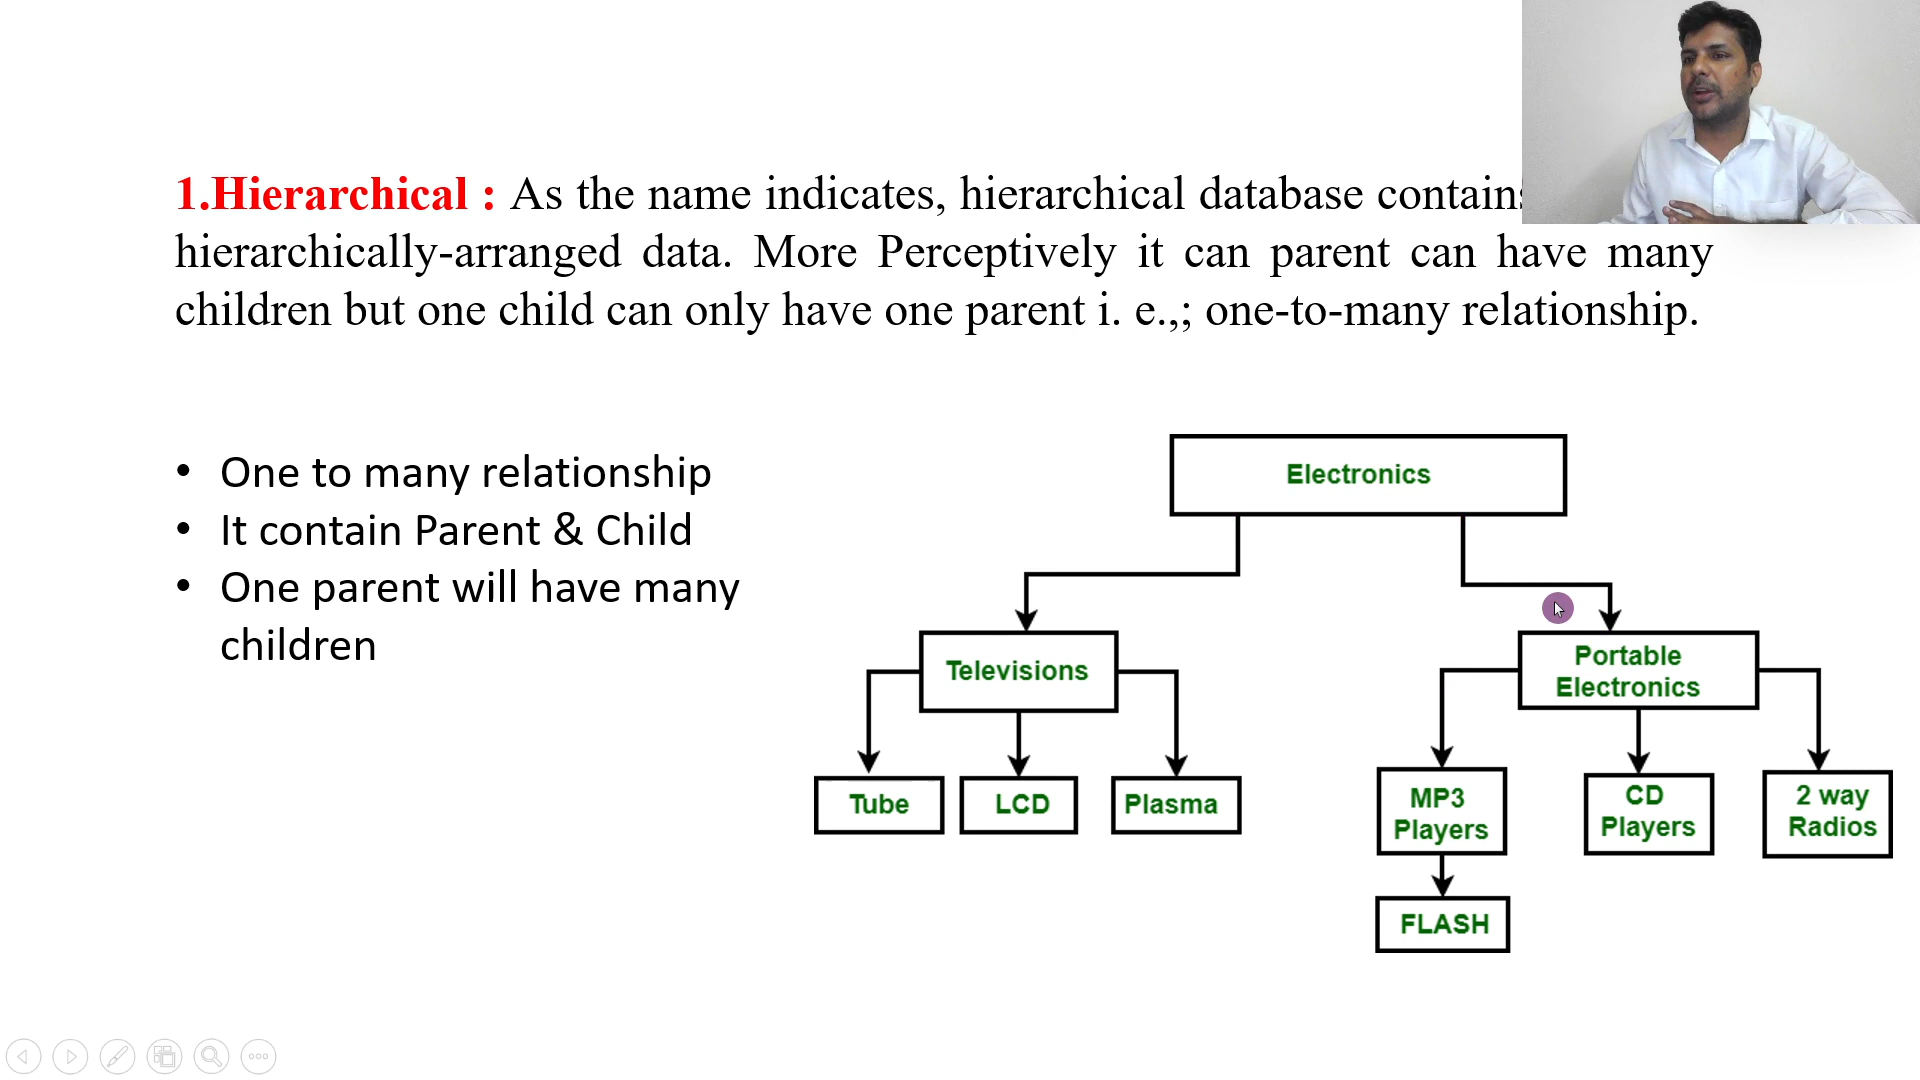 1.Hierarchical : As the name indicates, hierarchical database contains
hierarchically-arranged data. More Perceptively it can parent can have many
children but one child can only have one parent i. e.,; one-to-many relationship.
• One to many relationship
• It contain Parent & Child
• One parent will have many
children
Electronics
Televisions
Portable
Electronics
Tube
LCD
Plasma
MP3
Players
CD
Players
2 way
Radios
FLASH